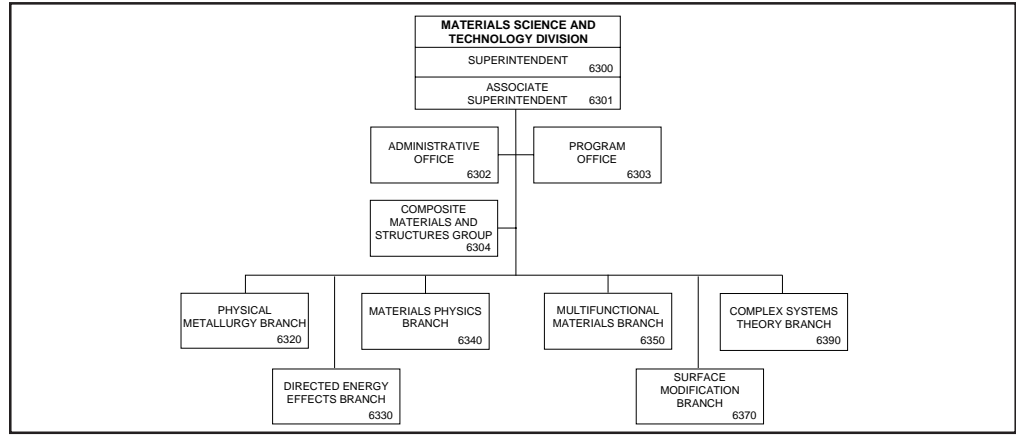 MATERIALS SCIENCE AND
TECHNOLOGY DIVISION
SUPERINTENDENT
6300
ASSOCIATE
SUPERINTENDENT 6301
ADMINISTRATIVE
OFFICE
6302
PROGRAM
OFFICE
6303
COMPOSITE
MATERIALS AND
STRUCTURES GROUP
6304
PHYSICAL
METALLURGY BRANCH
6320
MATERIALS PHYSICS
BRANCH
6340
MULTIFUNCTIONAL
MATERIALS BRANCH
6350
COMPLEX SYSTEMS
THEORY BRANCH
6390
DIRECTED ENERGY
EFFECTS BRANCH
6330
SURFACE
MODIFICATION
BRANCH
6370